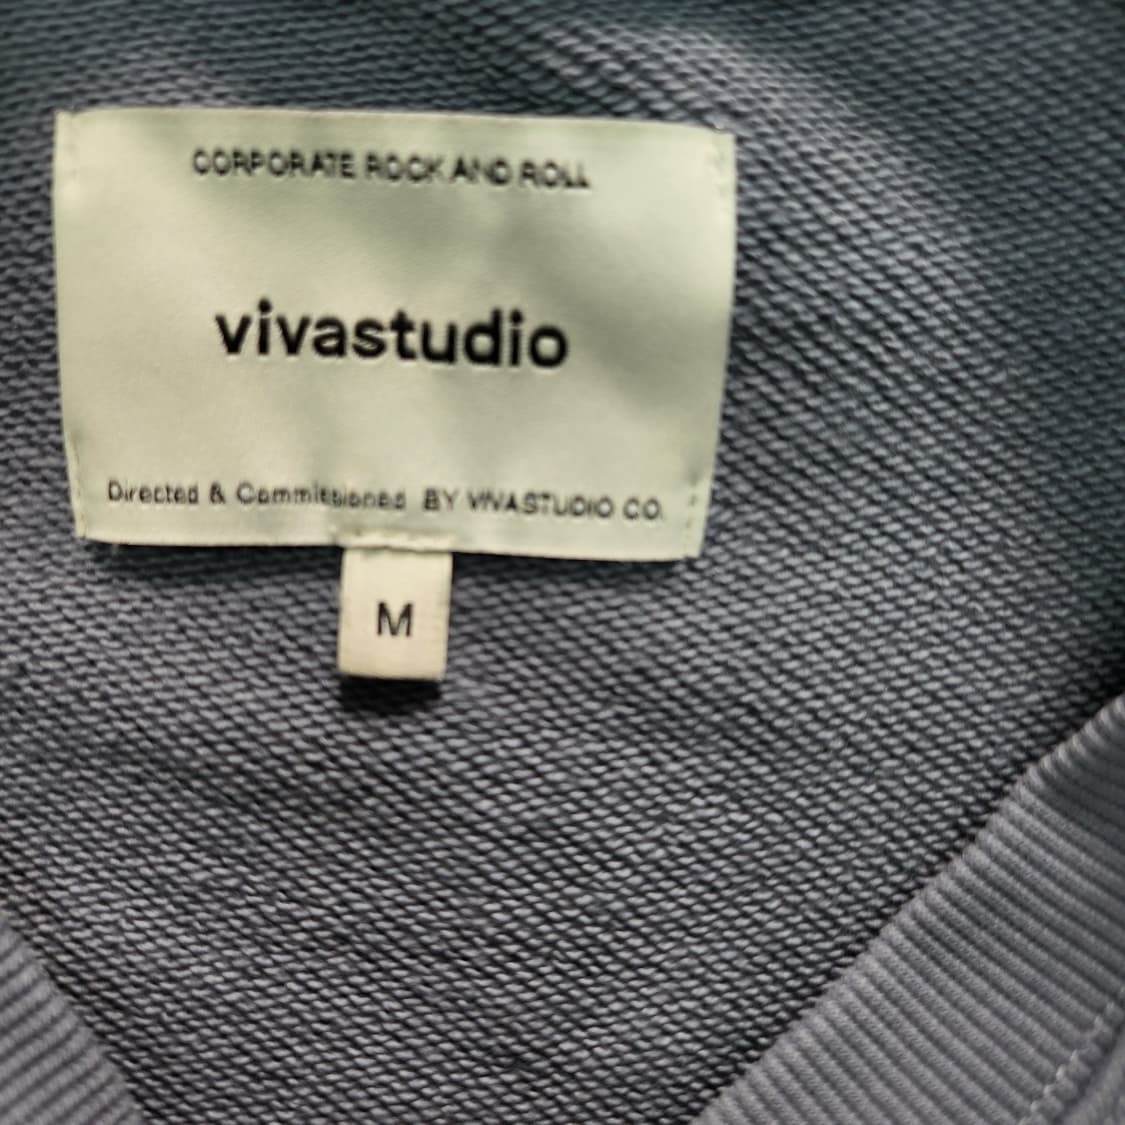 CORPORATE ROCK AND ROLL
vivastudio
Directed & Commissioned BY VIVASTUDIO CO.
M